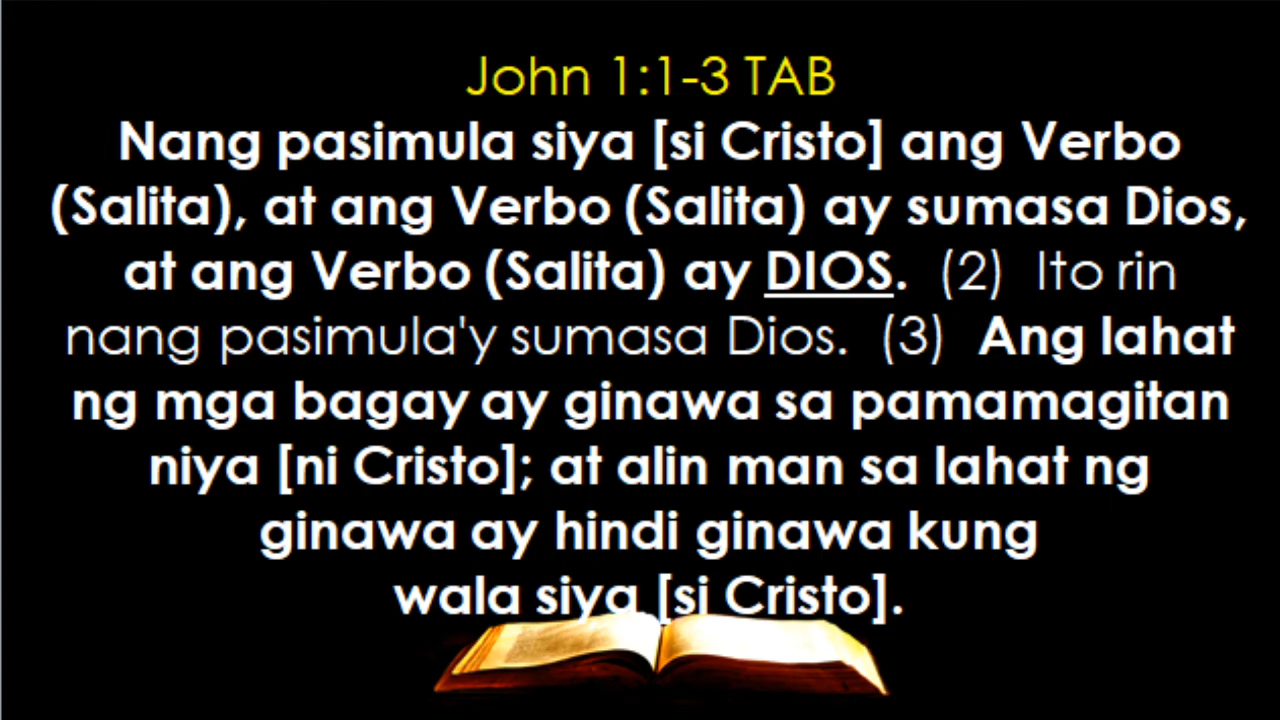 John 1:1-3 TAB
Nang pasimula siya [si Cristo] ang Verbo
(Salita), at ang Verbo (Salita) ay sumasa Dios,
at ang Verbo (Salita) ay DIOS. (2) Ito rin
nang pasimula'y sumasa Dios. (3) Ang lahat
ng mga bagay ay ginawa sa pamamagitan
niya [ni Cristo]; at alin man sa lahat ng
ginawa ay hindi ginawa kung
wala siya [si Cristo].